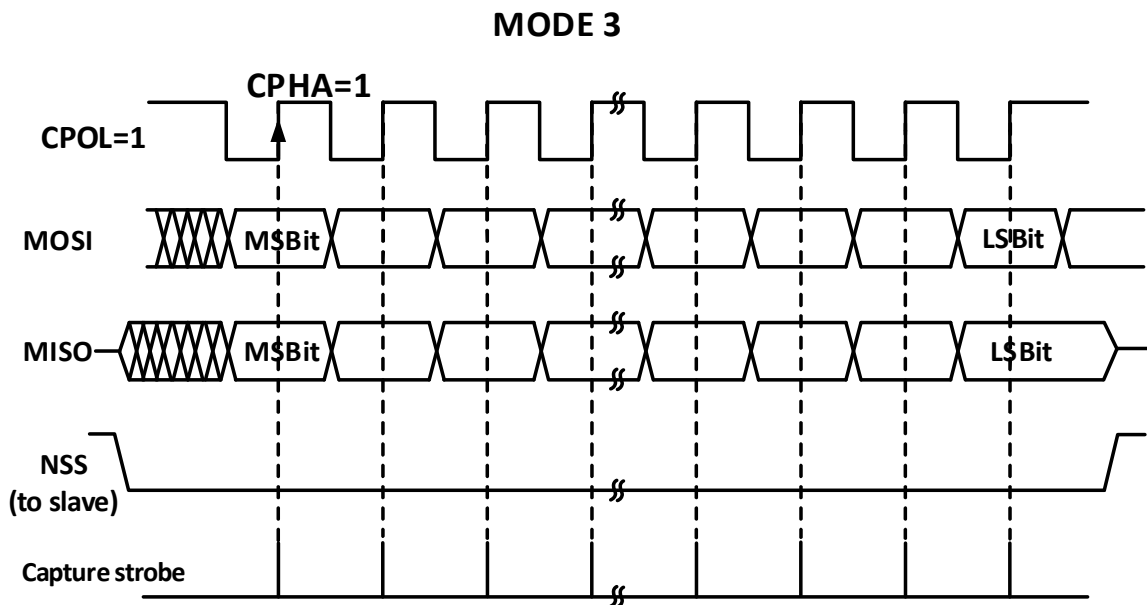 MODE 3
CPHA=1
CPOL=1
MOSI
MSBit
LSBit
MISO
MSBit
LSBit
NSS
(to slave)
Capture strobe